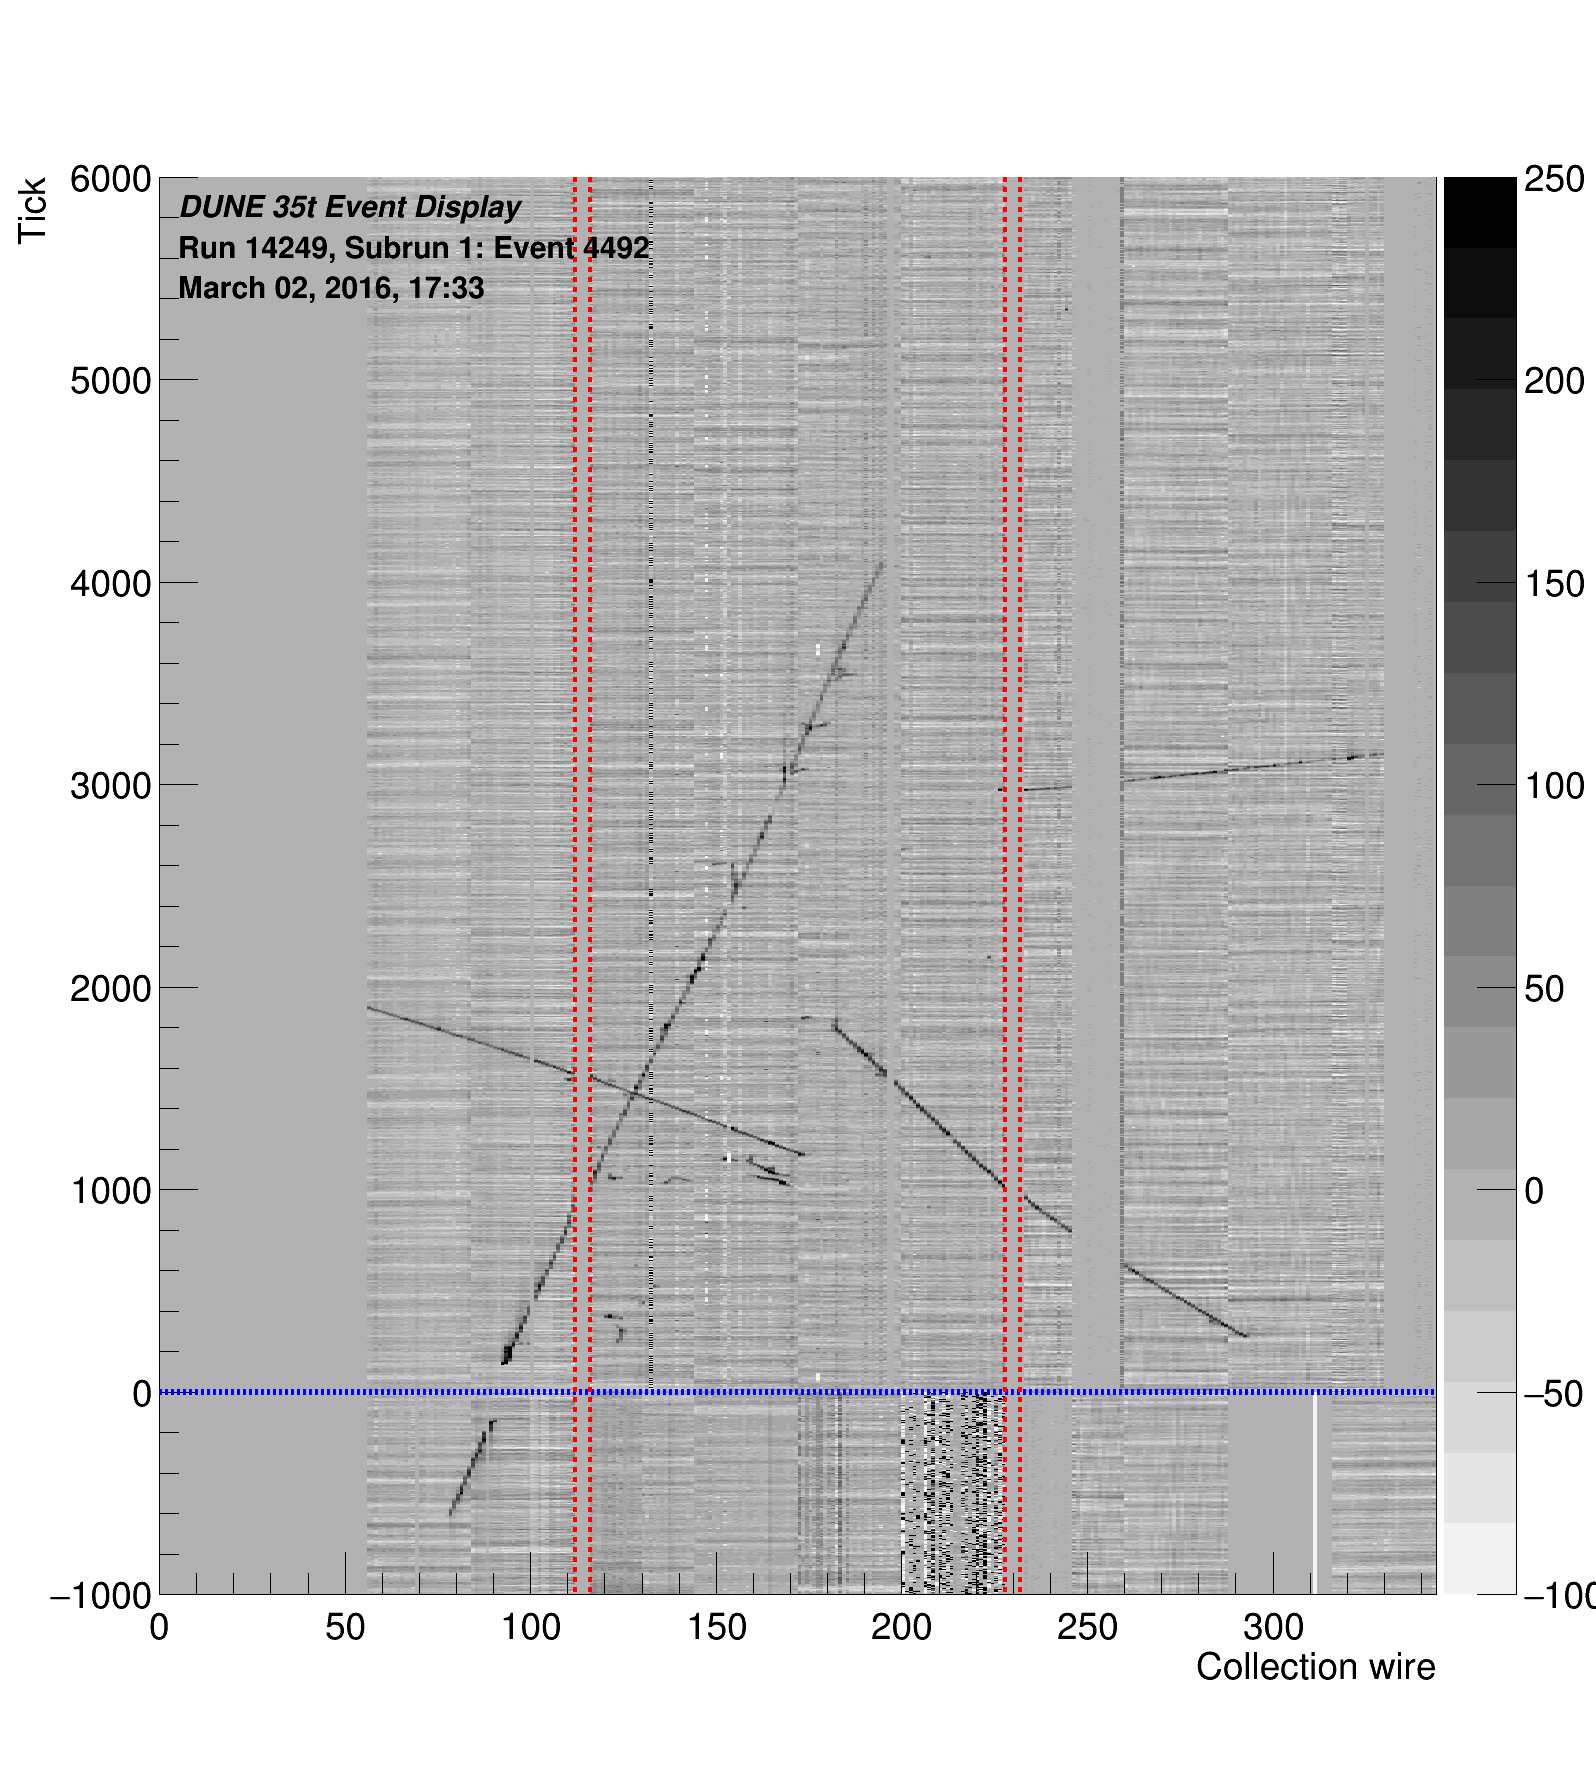 DUNE 35t Event Display
Run 14249, Subrun 1: Event 4492
March 02, 2016, 17:33
Tick
6000
5000
4000
3000
2000
1000
0
−1000
0 50 100 150 200 250 300
Collection wire
250
200
150
100
50
0
−50
−100